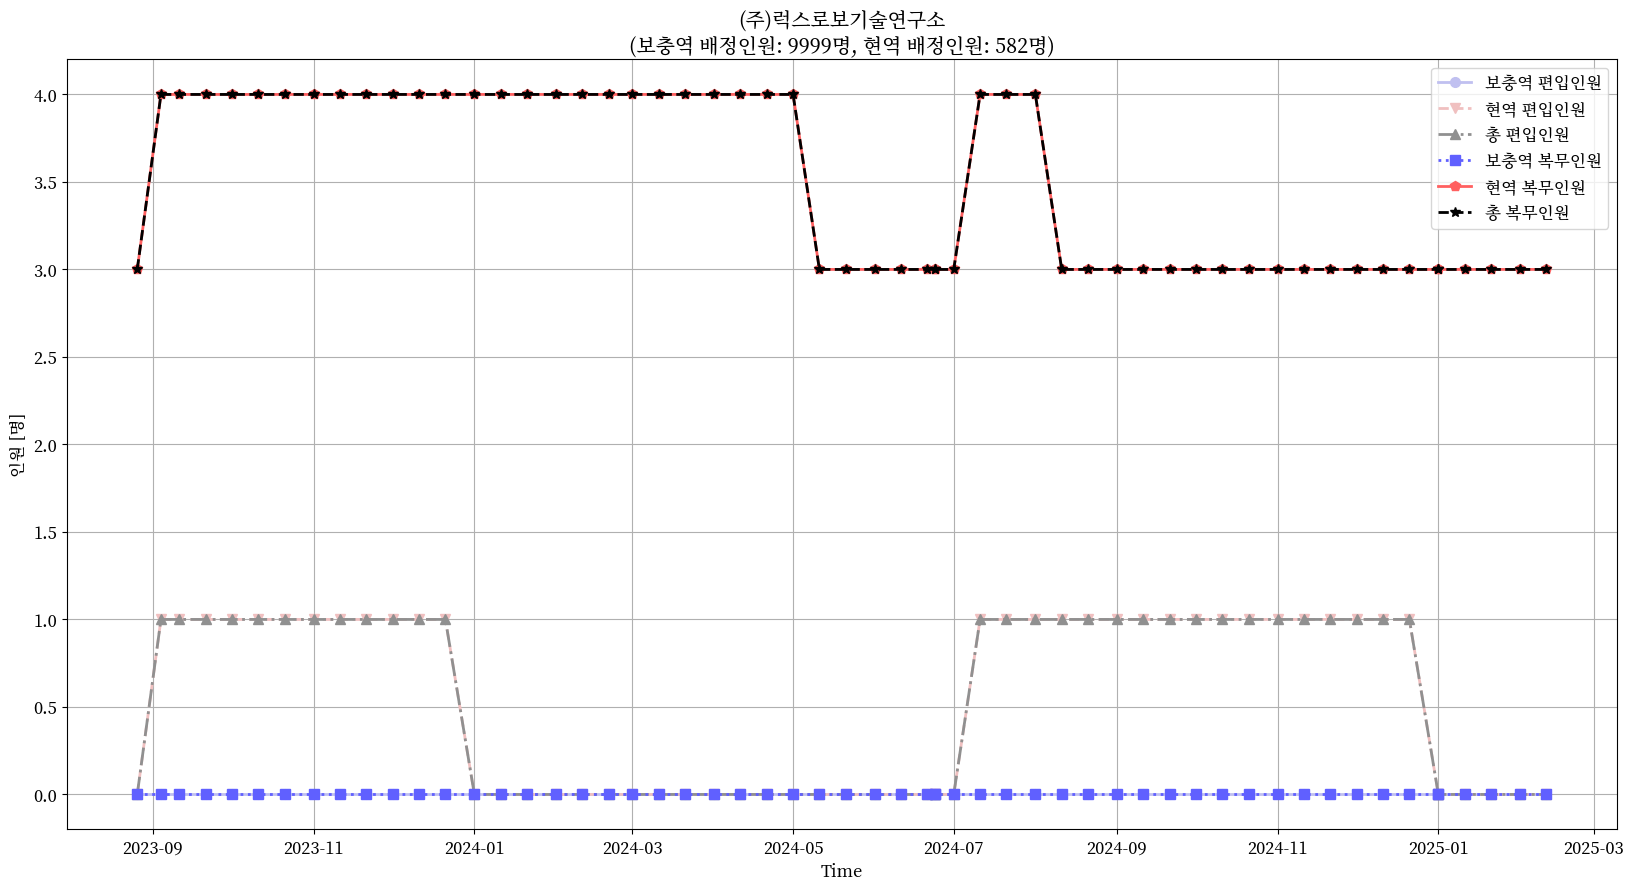 (주)럭스로보기술연구소
(보충역 배정인원: 9999명, 현역 배정인원: 582명)
보충역 편입인원
현역 편입인원
총 편입인원
보충역 복무인원
현역 복무인원
총 복무인원
인원 [명]
4.0
3.5
3.0
2.5
2.0
1.5
1.0
0.5
0.0
2023-09
2023-11
2024-01
2024-03
2024-05
2024-07
2024-09
2024-11
2025-01
2025-03
Time